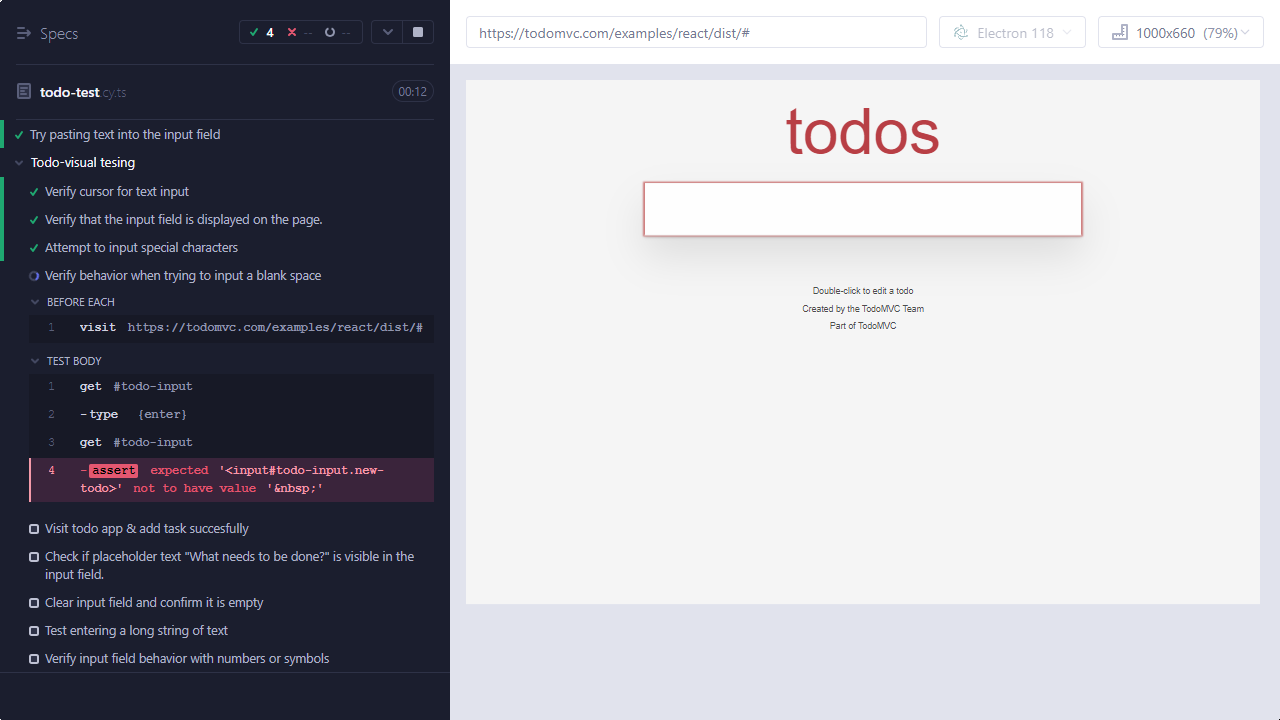 Specs
4
--
--
todo-test.cy.ts
00:12
Try pasting text into the input field
Todo-visual tesing
Verify cursor for text input
Verify that the input field is displayed on the page.
Attempt to input special characters
Verify behavior when trying to input a blank space
BEFORE EACH
1 visit https://todomvc.com/examples/react/dist/#
TEST BODY
1 get #todo-input
2 -type {enter}
3 get #todo-input
4 -assert expected '<input#todo-input.new-
todo>' not to have value '&nbsp;'
Visit todo app & add task succesfully
Check if placeholder text "What needs to be done?" is visible in the
input field.
Clear input field and confirm it is empty
Test entering a long string of text
Verify input field behavior with numbers or symbols
https://todomvc.com/examples/react/dist/#
Electron 118
1000x660 (79%)
todos
Double-click to edit a todo
Created by the TodoMVC Team
Part of TodoMVC